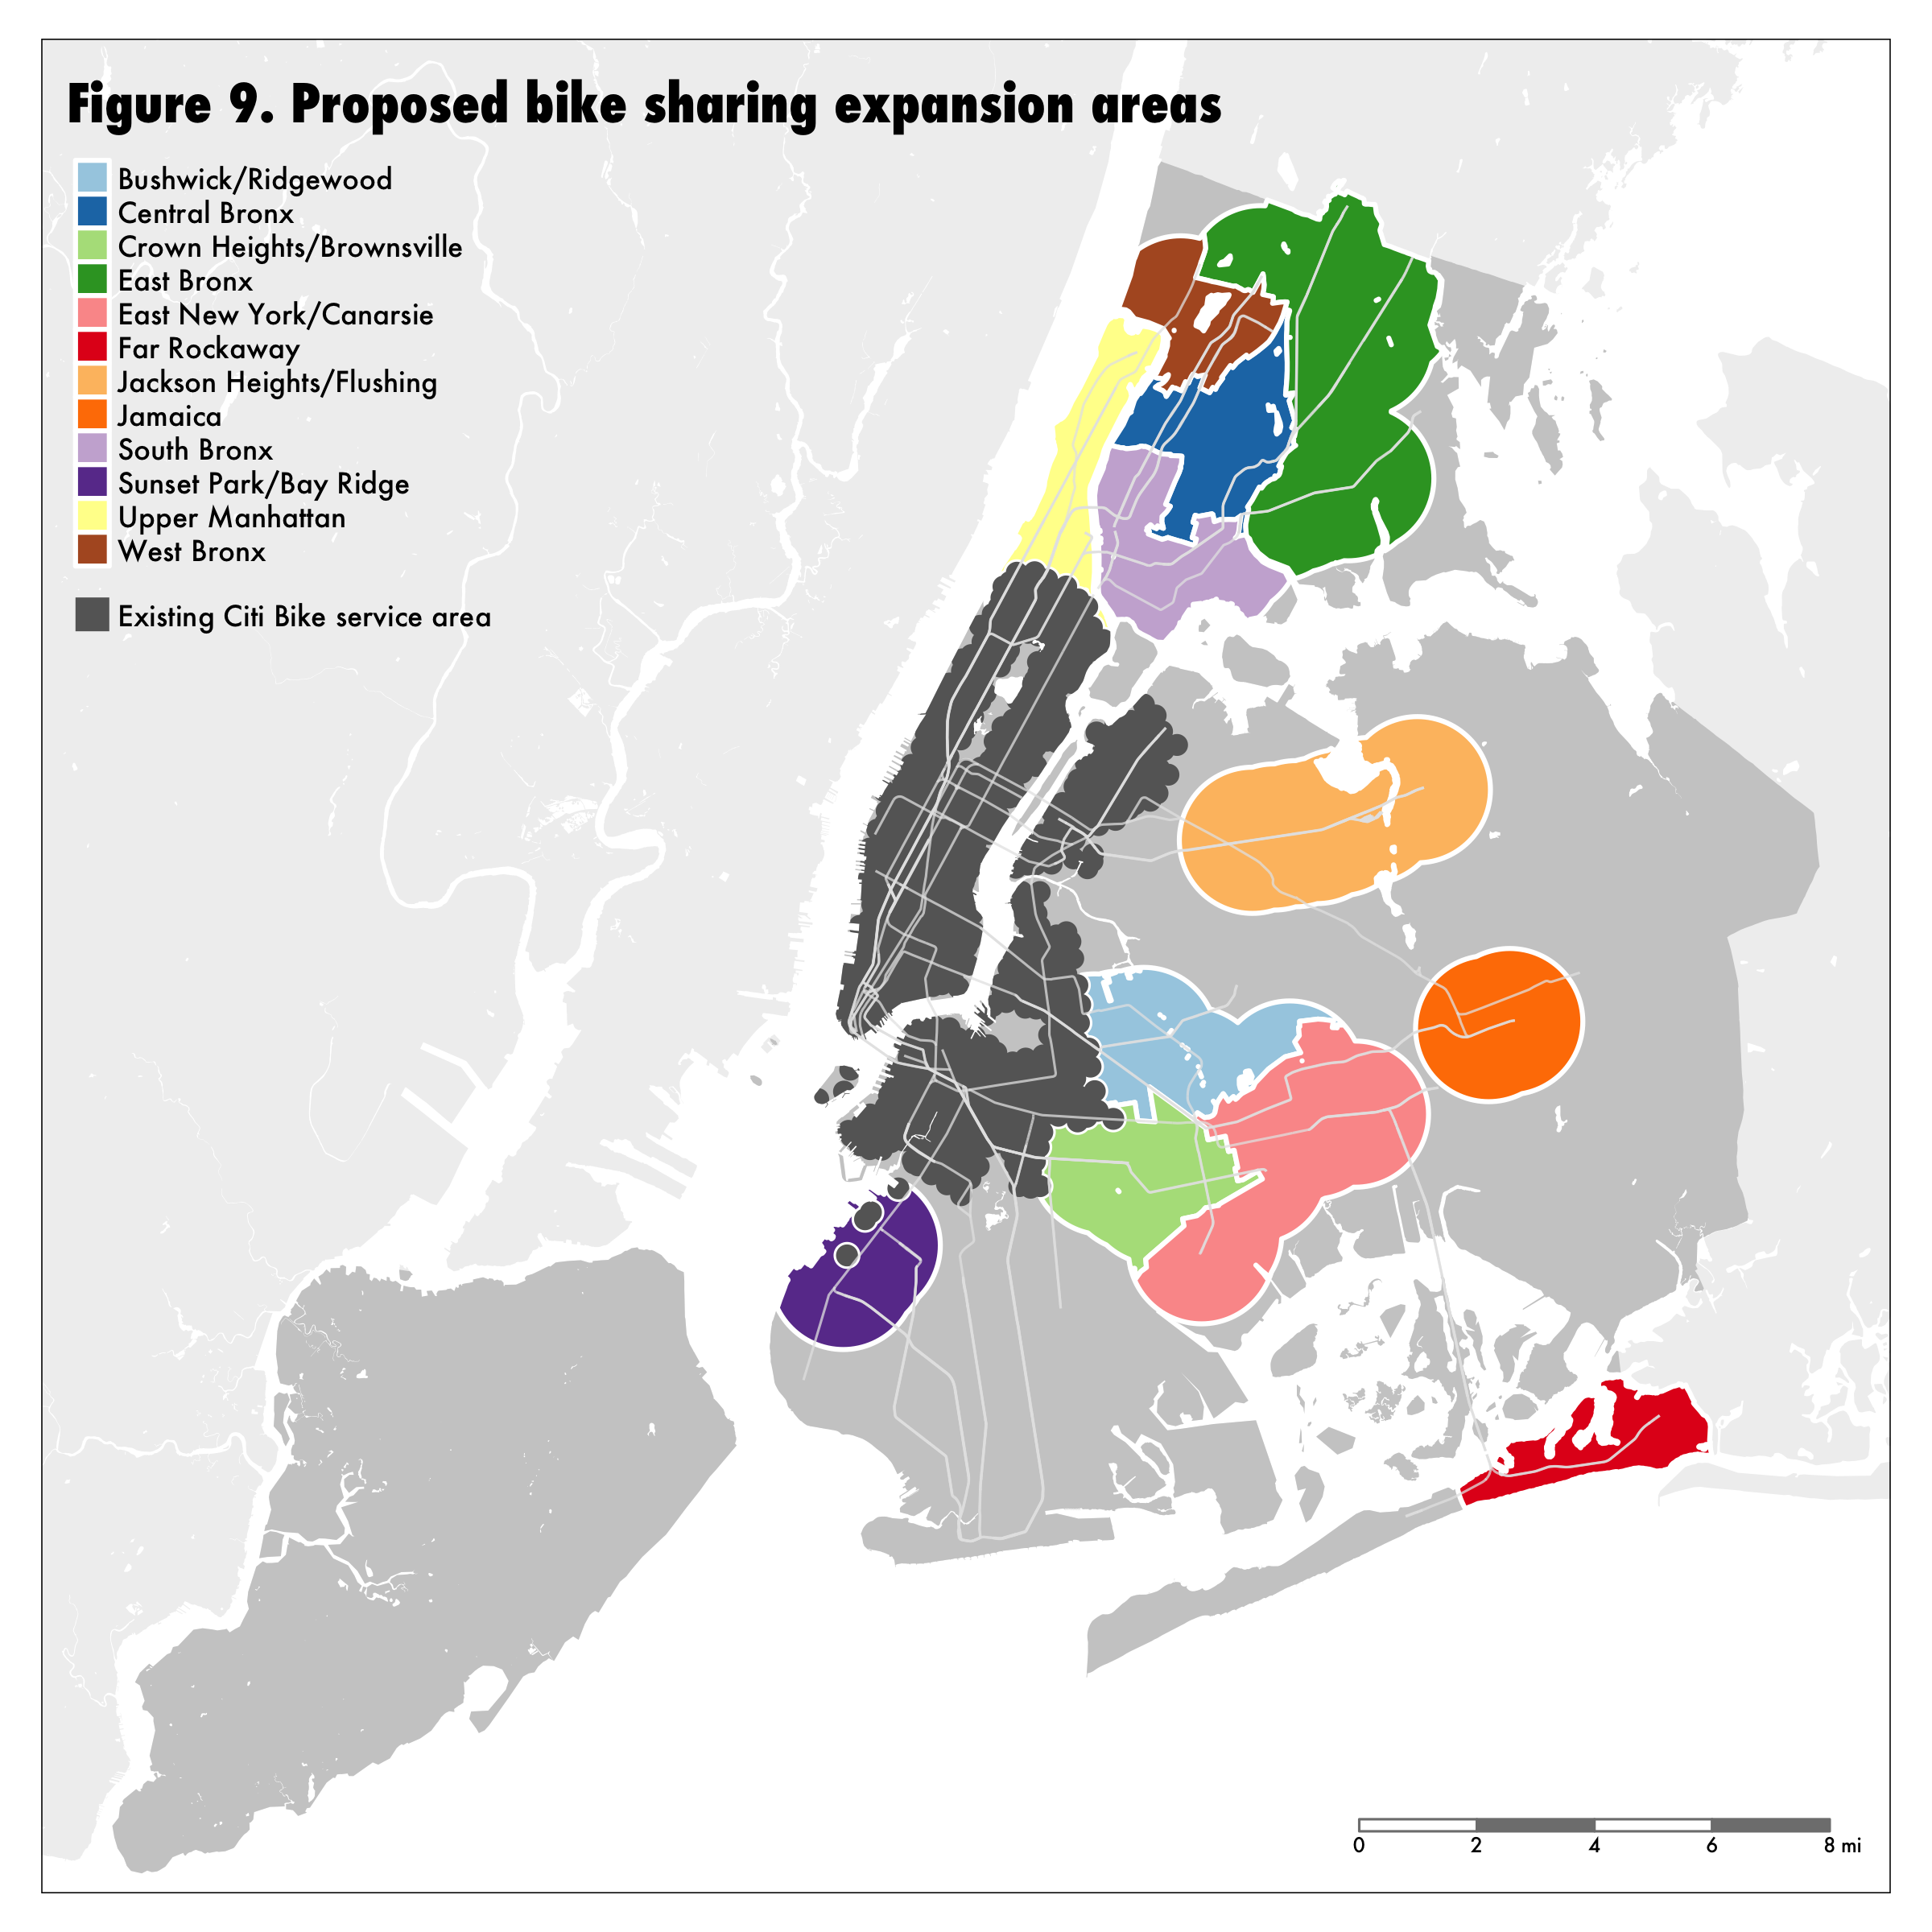 Figure 9. Proposed bike sharing expansion areas
Bushwick/Ridgewood
Central Bronx
Crown Heights/Brownsville
East Bronx
East New York/Canarsie
Far Rockaway
Jackson Heights/Flushing
Jamaica
South Bronx
Sunset Park/Bay Ridge
Upper Manhattan
West Bronx
Existing Citi Bike service area
0 2 4 6 8 mi